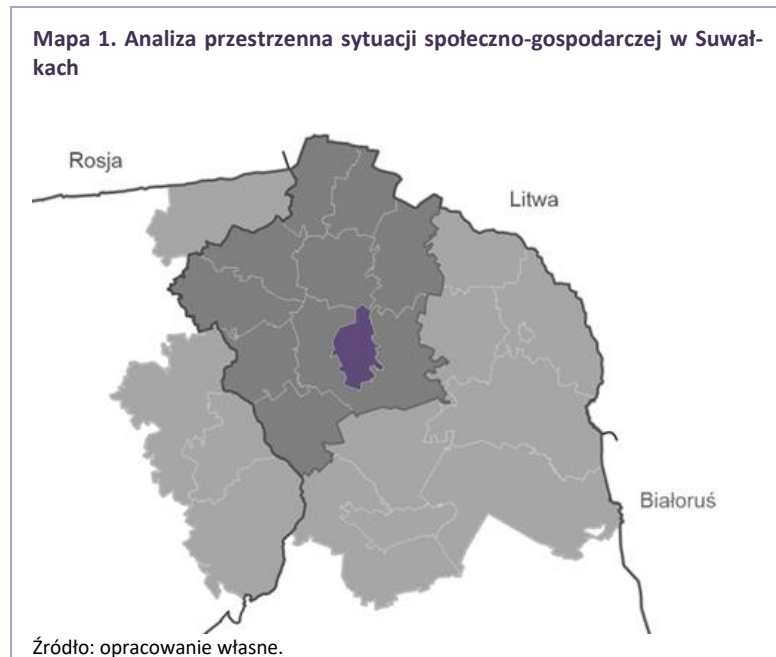 Mapa 1. Analiza przestrzenna sytuacji społeczno-gospodarczej w Suwał-
kach
Rosja
Litwa
Białoruś
Źródło: opracowanie własne.